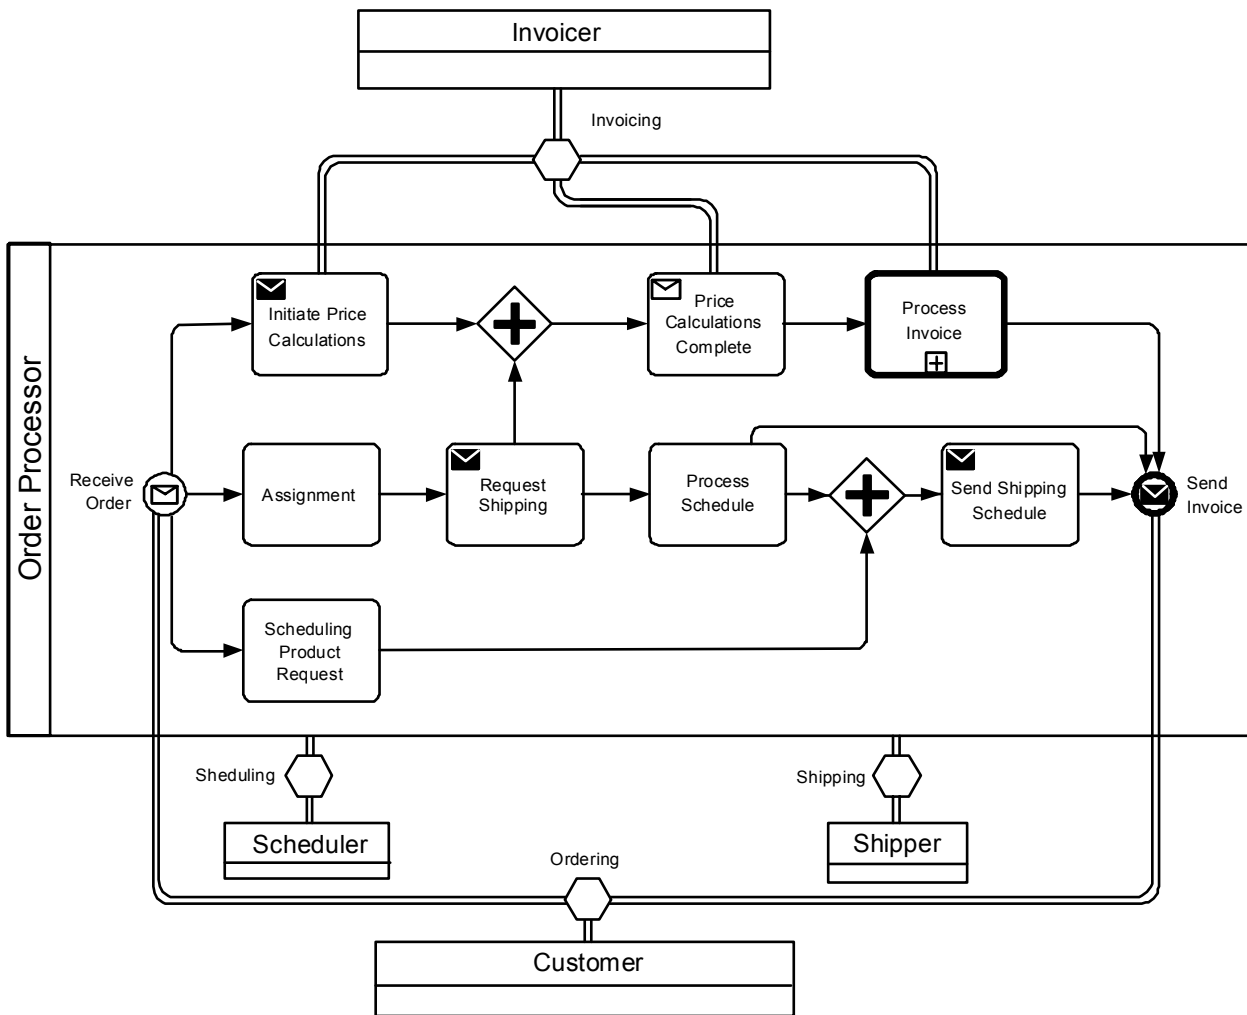 Invoicer
Invoicing
Order Processor
Initiate Price
Calculations
Price
Calculations
Complete
Process
Invoice
Receive
Order
Assignment
Request
Shipping
Process
Schedule
Send Shipping
Schedule
Send
Invoice
Scheduling
Product
Request
Sheduling
Shipping
Scheduler
Shipper
Ordering
Customer